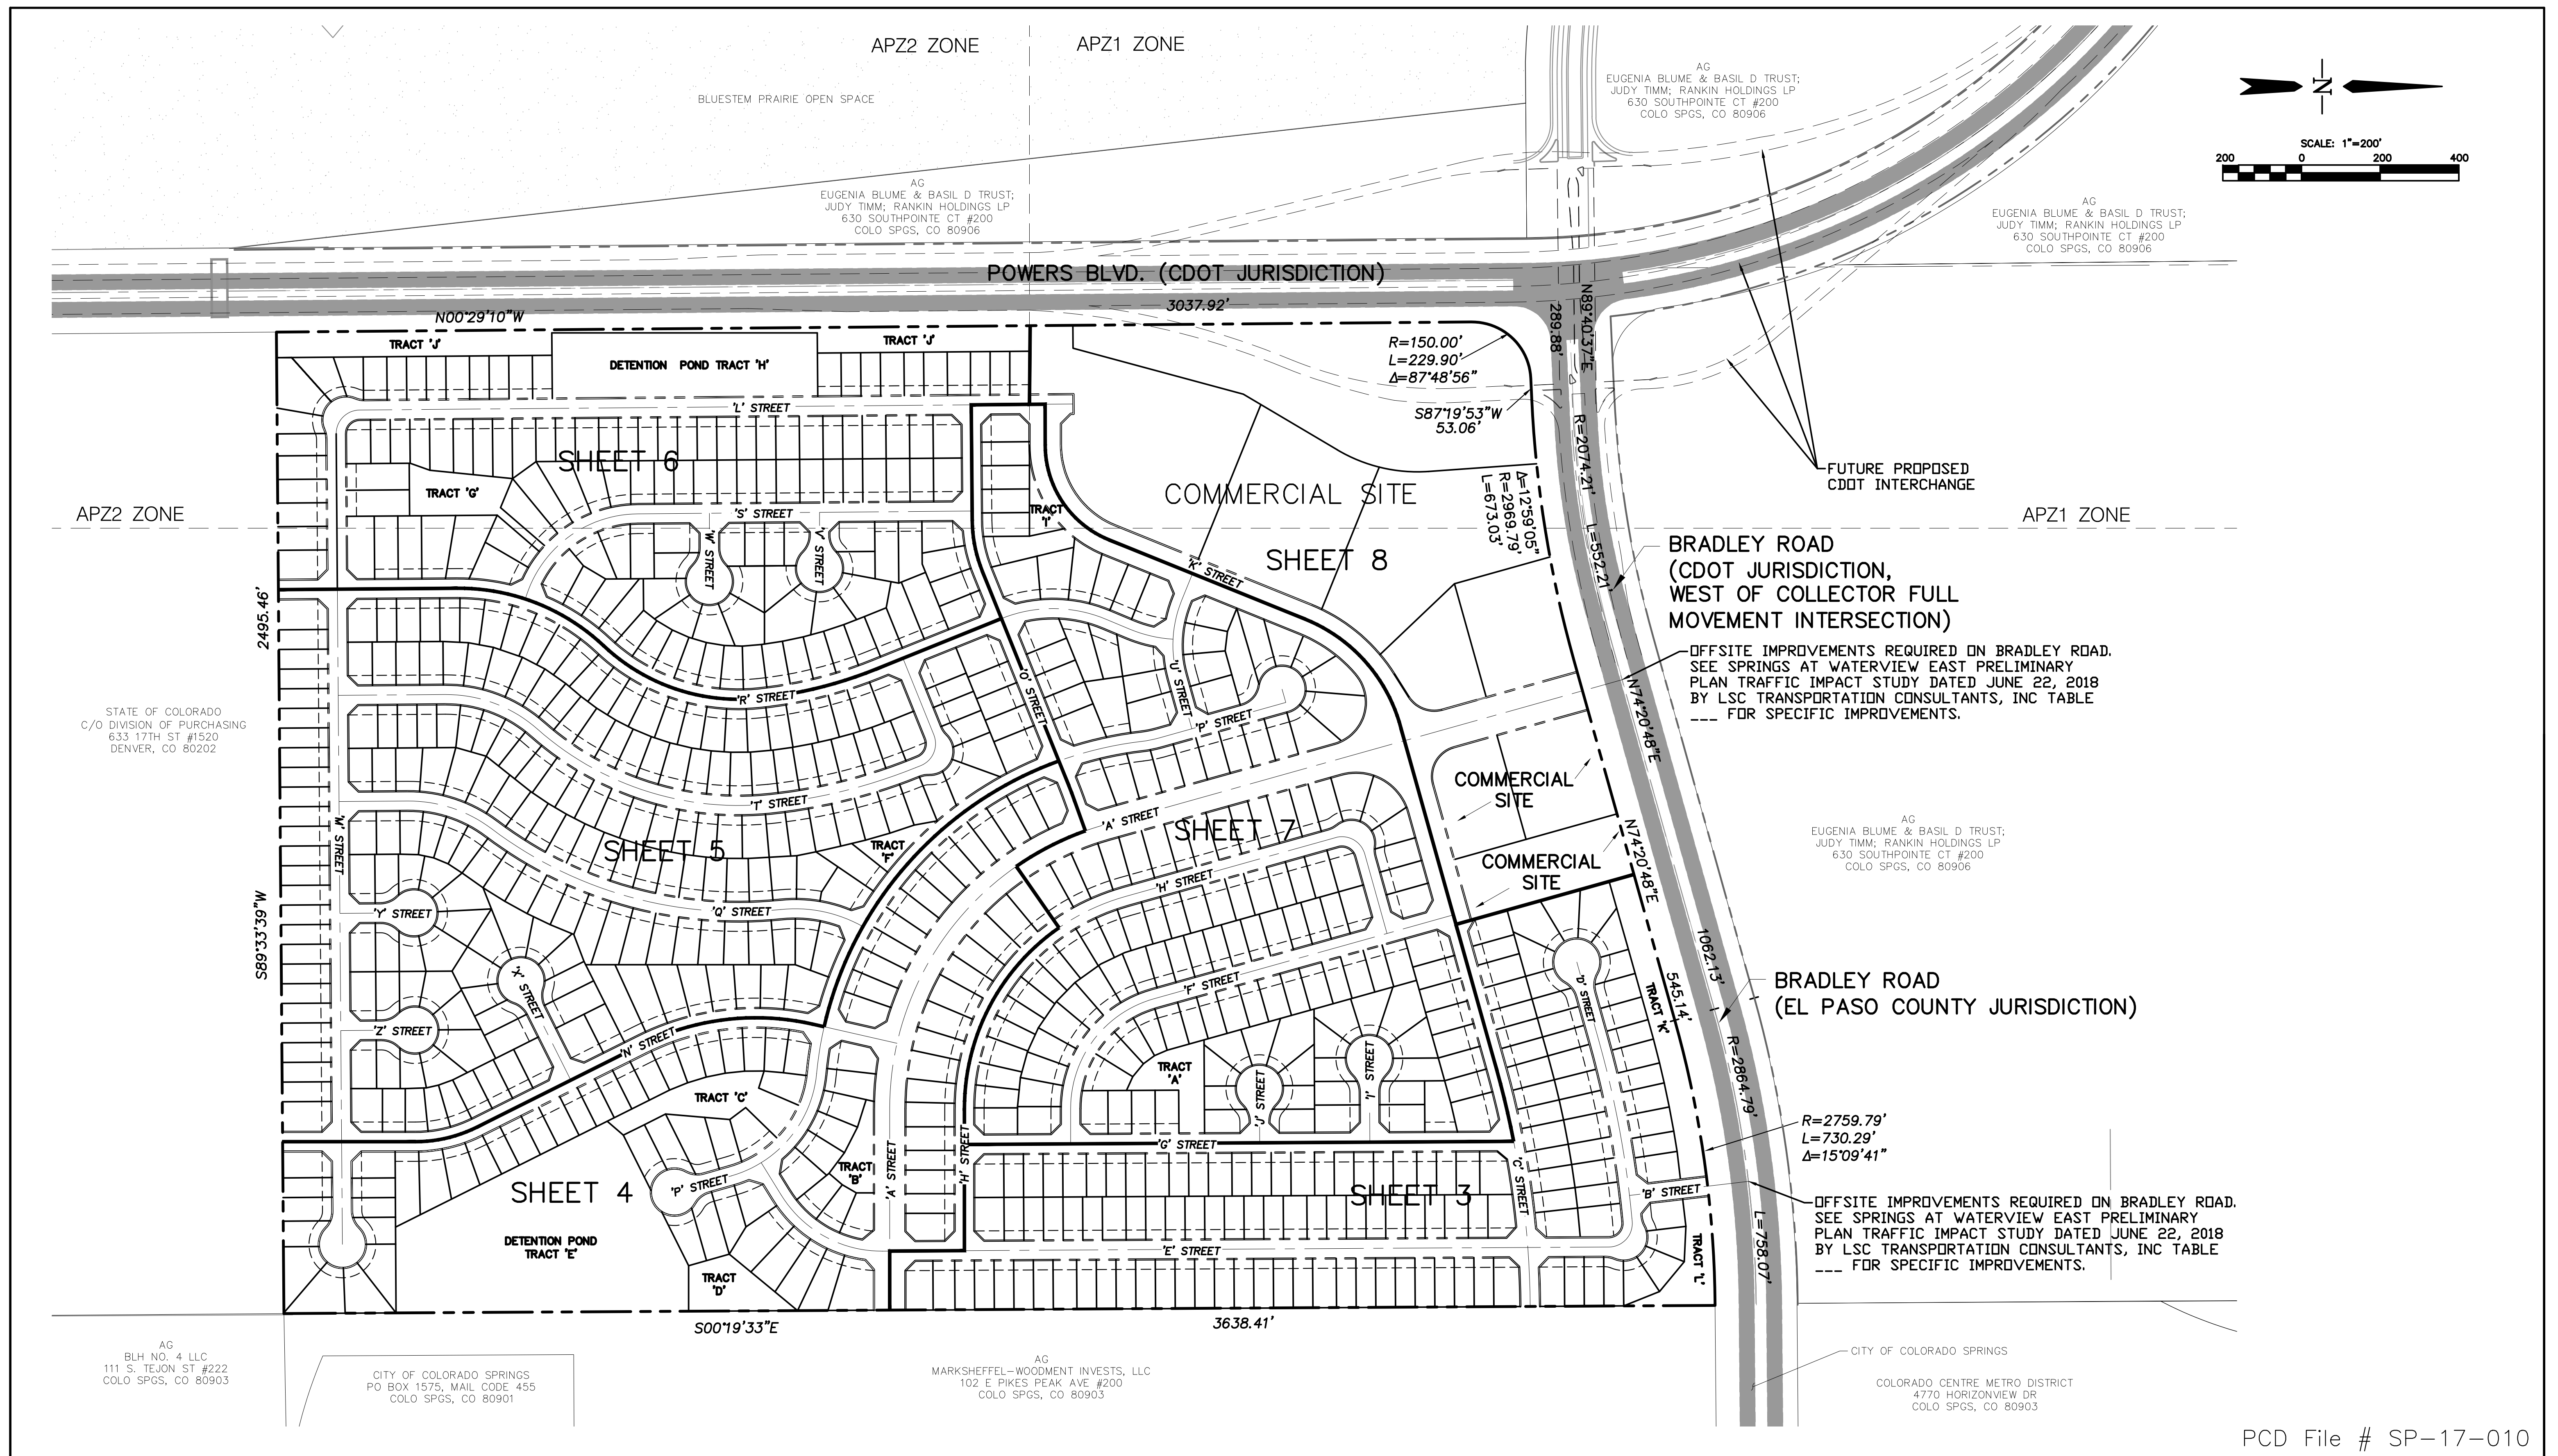 APZ2 ZONE
APZ1 ZONE
BLUESTEM PRAIRIE OPEN SPACE
AG
EUGENIA BLUME & BASIL D TRUST;
JUDY TIMM; RANKIN HOLDINGS LP
630 SOUTHPOINTE CT #200
COLO SPGS, CO 80906
-N-
SCALE: 1"=200'
200 0 200 400
AG
EUGENIA BLUME & BASIL D TRUST;
JUDY TIMM; RANKIN HOLDINGS LP
630 SOUTHPOINTE CT #200
COLO SPGS, CO 80906
AG
EUGENIA BLUME & BASIL D TRUST;
JUDY TIMM; RANKIN HOLDINGS LP
630 SOUTHPOINTE CT #200
COLO SPGS, CO 80906
POWERS BLVD. (CDOT JURISDICTION)
3037.92'
N00°29'10"W
N89°40'37"E
289.88'
TRACT 'J'
DETENTION POND TRACT 'H'
TRACT 'J'
R=150.00'
L=229.90'
Δ=87°48'56"
S87°19'53"W
53.06'
'L' STREET
R=2074.21'
L=552.21'
SHEET 6
TRACT 'G'
COMMERCIAL SITE
Δ=12°59'05"
R=2969.79'
L=673.03'
FUTURE PROPOSED
CDOT INTERCHANGE
APZ2 ZONE
'S' STREET
TRACT
'I'
APZ1 ZONE
'W' STREET
'V' STREET
SHEET 8
'K' STREET
BRADLEY ROAD
(CDOT JURISDICTION,
WEST OF COLLECTOR FULL
MOVEMENT INTERSECTION)
2495.46'
OFFSITE IMPROVEMENTS REQUIRED ON BRADLEY ROAD.
SEE SPRINGS AT WATERVIEW EAST PRELIMINARY
PLAN TRAFFIC IMPACT STUDY DATED JUNE 22, 2018
BY LSC TRANSPORTATION CONSULTANTS, INC TABLE
___ FOR SPECIFIC IMPROVEMENTS.
'R' STREET
'O' STREET
'U' STREET
'P' STREET
N74°20'48"E
STATE OF COLORADO
C/O DIVISION OF PURCHASING
633 17TH ST #1520
DENVER, CO 80202
'T' STREET
'A' STREET
COMMERCIAL
SITE
SHEET 7
'M' STREET
SHEET 5
TRACT
'F'
N74°20'48"E
COMMERCIAL
SITE
AG
EUGENIA BLUME & BASIL D TRUST;
JUDY TIMM; RANKIN HOLDINGS LP
630 SOUTHPOINTE CT #200
COLO SPGS, CO 80906
'H' STREET
S89°33'39"W
'Y' STREET
'Q' STREET
1062.13'
'X' STREET
'F' STREET
'D' STREET
545.14'
TRACT 'K'
BRADLEY ROAD
(EL PASO COUNTY JURISDICTION)
'Z' STREET
'N' STREET
R=2864.79'
TRACT
'A'
'J' STREET
'I' STREET
TRACT 'C'
R=2759.79'
L=730.29'
Δ=15°09'41"
'G' STREET
'H' STREET
'A' STREET
TRACT
'B'
SHEET 4
'P' STREET
SHEET 3
'C' STREET
'B' STREET
OFFSITE IMPROVEMENTS REQUIRED ON BRADLEY ROAD.
SEE SPRINGS AT WATERVIEW EAST PRELIMINARY
PLAN TRAFFIC IMPACT STUDY DATED JUNE 22, 2018
BY LSC TRANSPORTATION CONSULTANTS, INC TABLE
___ FOR SPECIFIC IMPROVEMENTS.
L=758.07'
DETENTION POND
TRACT 'E'
'E' STREET
TRACT
'D'
TRACT 'L'
S00°19'33"E
3638.41'
AG
BLH NO. 4 LLC
111 S. TEJON ST #222
COLO SPGS, CO 80903
CITY OF COLORADO SPRINGS
PO BOX 1575, MAIL CODE 455
COLO SPGS, CO 80901
AG
MARKSHEFFEL-WOODMENT INVESTS, LLC
102 E PIKES PEAK AVE #200
COLO SPGS, CO 80903
CITY OF COLORADO SPRINGS
COLORADO CENTRE METRO DISTRICT
4770 HORIZONVIEW DR
COLO SPGS, CO 80903
PCD File # SP-17-010